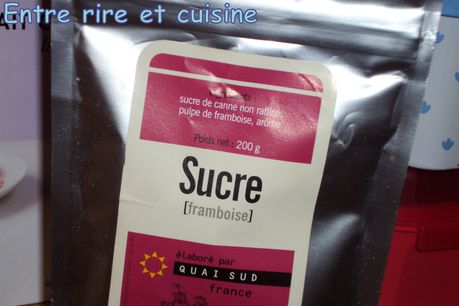 Entre rire et cuisine
sucre de canne non raffiné,
pulpe de framboise, arôme
Poids net : 200 g
Sucre
[framboise]
élaboré par
QUAI SUD
france